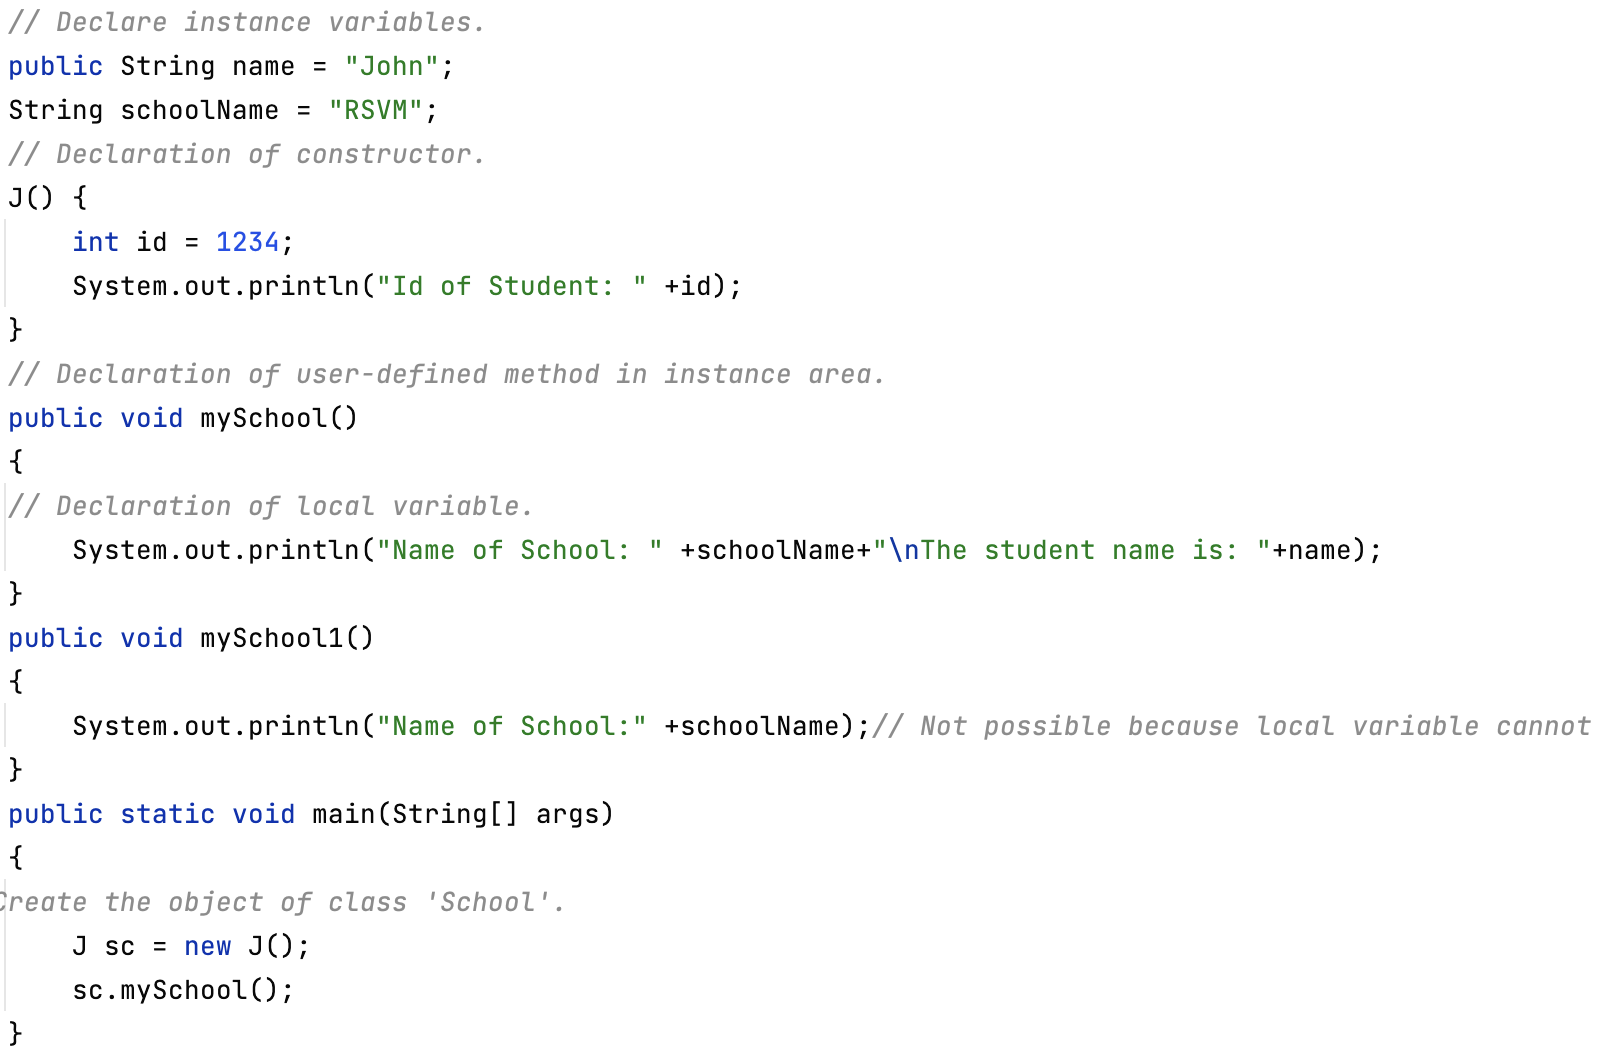 // Declare instance variables.
public String name = "John";
String schoolName = "RSVM";
// Declaration of constructor.
J() {
    int id = 1234;
    System.out.println("Id of Student: " +id);
}
// Declaration of user-defined method in instance area.
public void mySchool()
{
// Declaration of local variable.
    System.out.println("Name of School: " +schoolName+"\nThe student name is: "+name);
}
public void mySchool1()
{
    System.out.println("Name of School:" +schoolName);// Not possible because local variable cannot
}
public static void main(String[] args)
{
Create the object of class 'School'.
    J sc = new J();
    sc.mySchool();
}